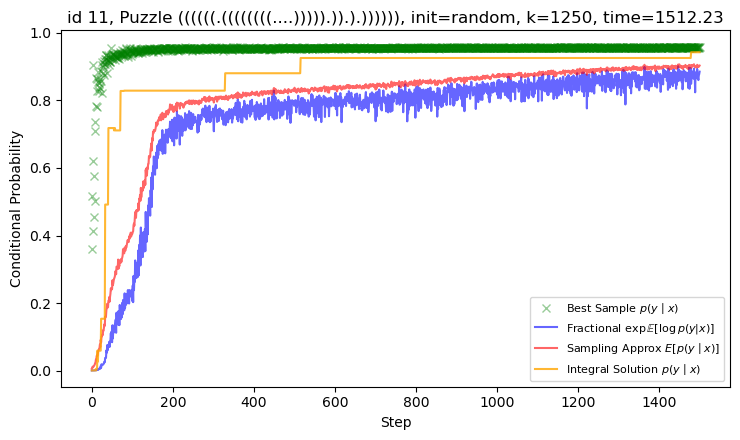 id 11, Puzzle ((((((.((((((((....))))).)).).)))))), init=random, k=1250, time=1512.23
Conditional Probability
1.0
0.8
0.6
0.4
0.2
0.0
Best Sample p(y | x)
Fractional exp 𝔼[log p(y|x)]
Sampling Approx E[p(y | x)]
Integral Solution p(y | x)
0 200 400 600 800 1000 1200 1400
Step